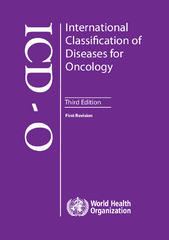 ICD - O
International
Classification of
Diseases for
Oncology
Third Edition
First Revision
World Health
Organization